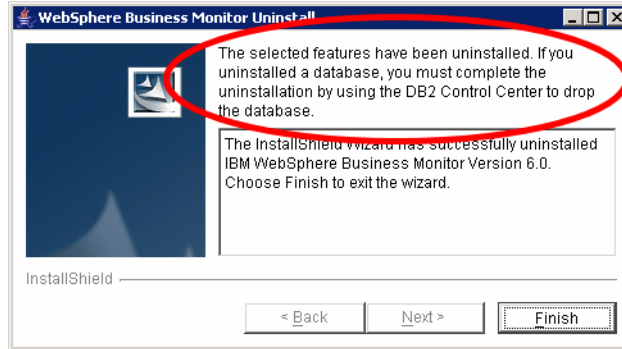 WebSphere Business Monitor Uninstall
The selected features have been uninstalled. If you
uninstalled a database, you must complete the
uninstallation by using the DB2 Control Center to drop
the database.
The InstallShield Wizard has successfully uninstalled
IBM WebSphere Business Monitor Version 6.0.
Choose Finish to exit the wizard.
InstallShield
< Back
Next >
Finish